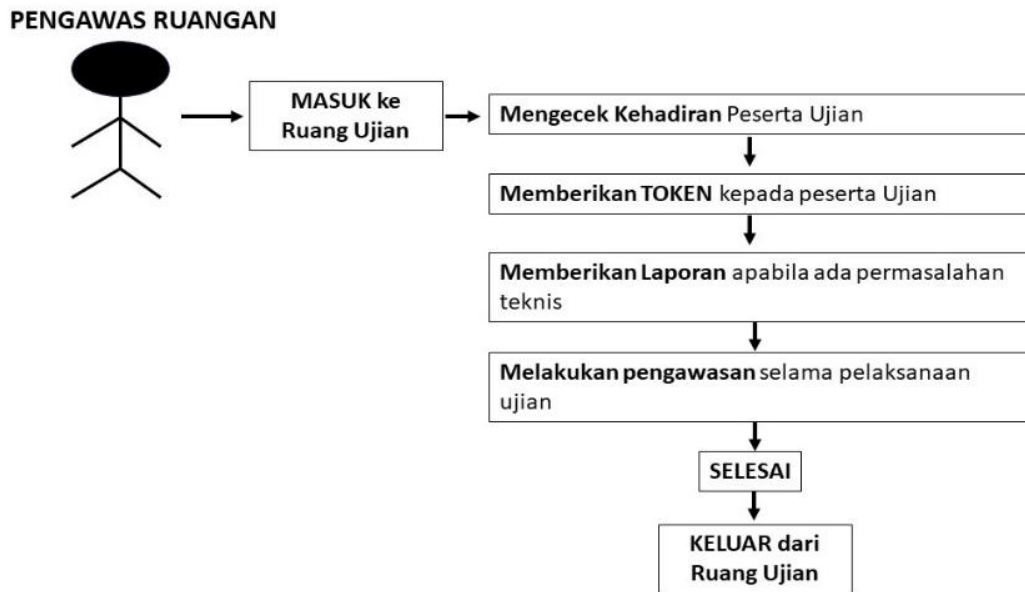 PENGAWAS RUANGAN
MASUK ke
Ruang Ujian
Mengecek Kehadiran Peserta Ujian
Memberikan TOKEN kepada peserta Ujian
Memberikan Laporan apabila ada permasalahan
teknis
Melakukan pengawasan selama pelaksanaan
ujian
SELESAI
KELUAR dari
Ruang Ujian